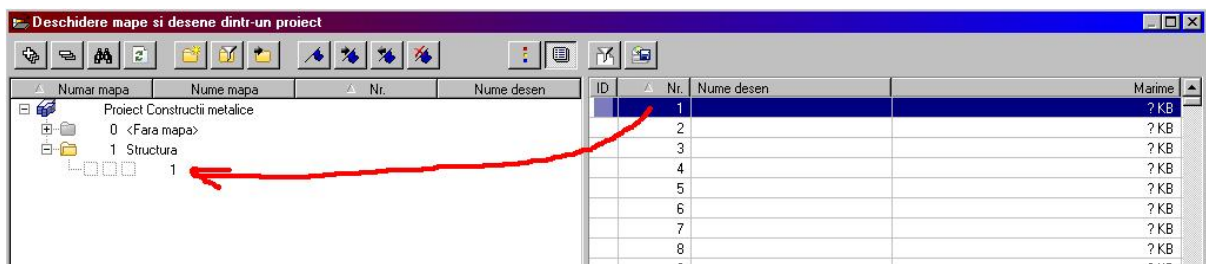 Deschidere mape si desene dintr-un proiect
Numar mapa Nume mapa Nr. Nume desen ID Nr. Nume desen Marime
Proiect Constructii metalice 1 ? KB
0 <Fara mapa> 2 ? KB
1 Structura 3 ? KB
1 4 ? KB
5 ? KB
6 ? KB
7 ? KB
8 ? KB